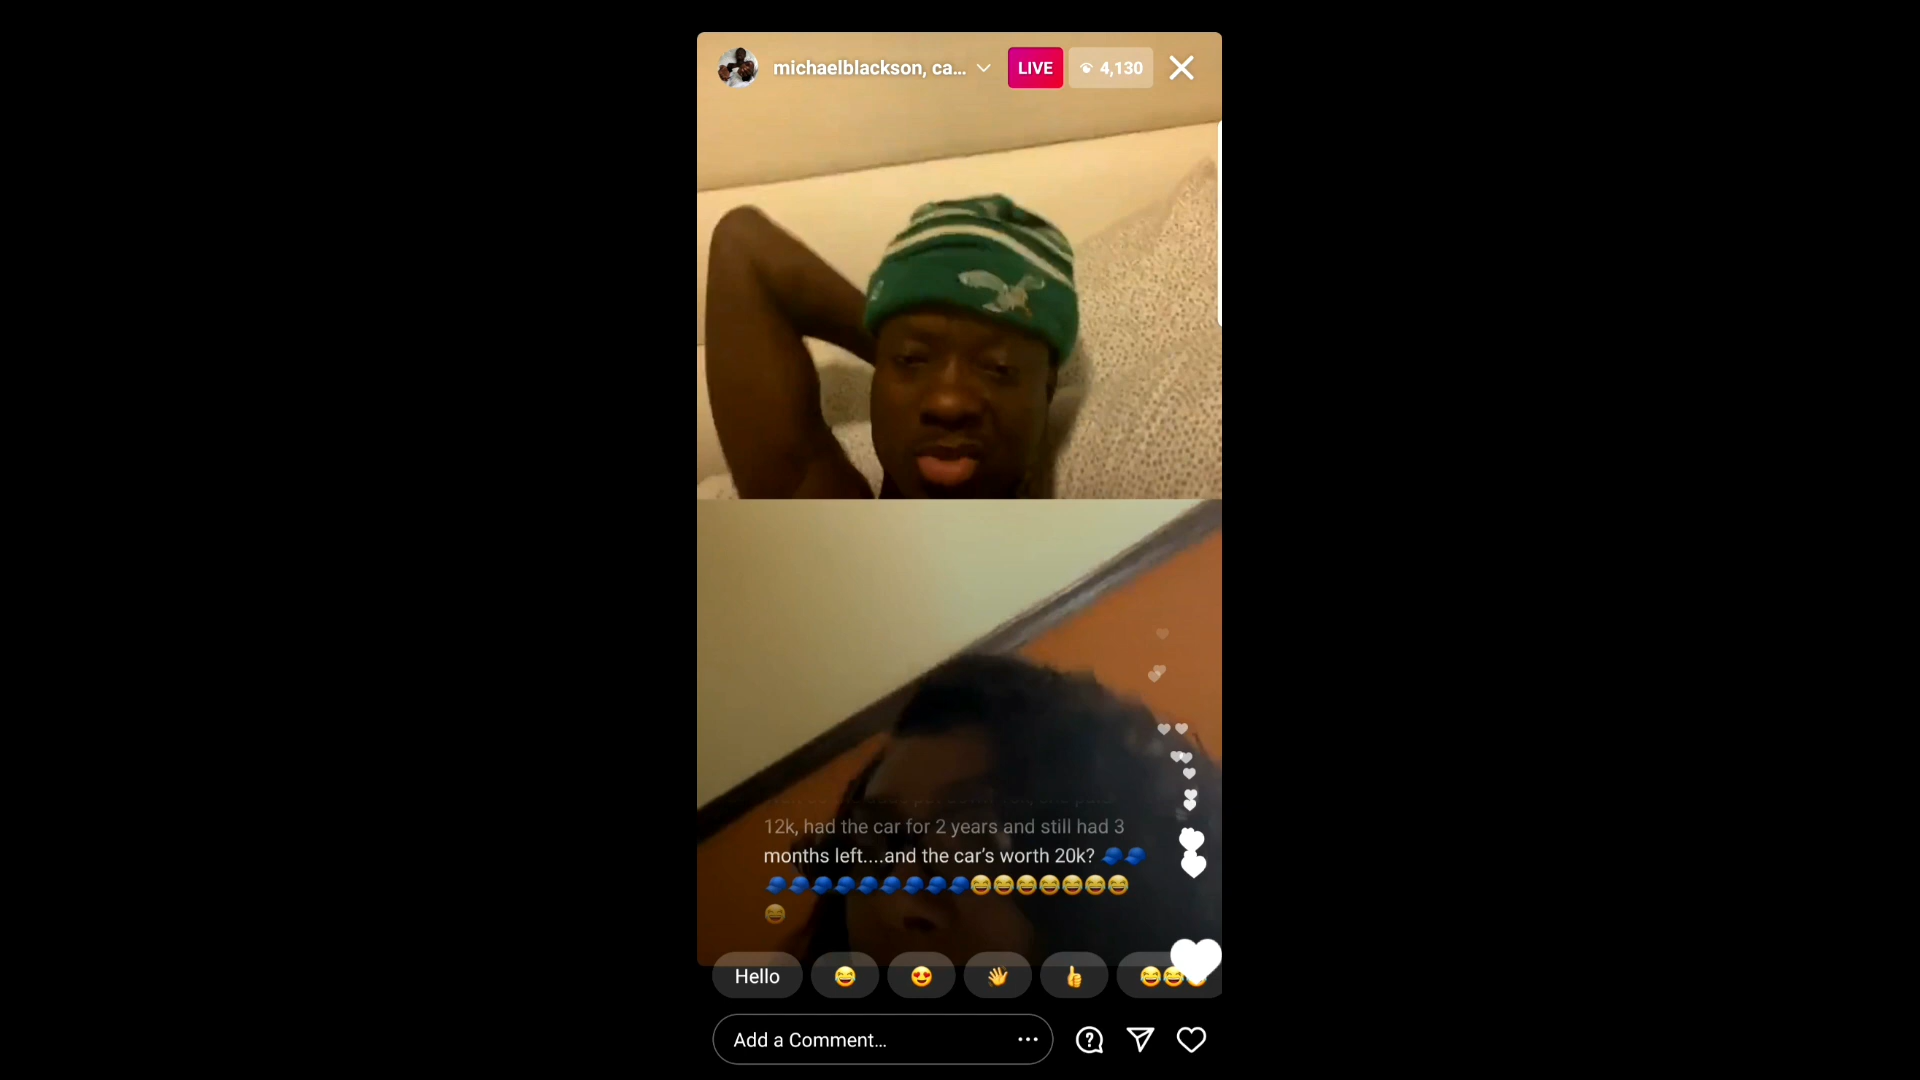 michaelblackson, ca...
LIVE
4,130
12k, had the car for 2 years and still had 3
months left....and the car's worth 20k? 🧢🧢
🧢🧢🧢🧢🧢🧢🧢🧢🧢😂😂😂😂😂😂😂
😂
Hello
Add a Comment...